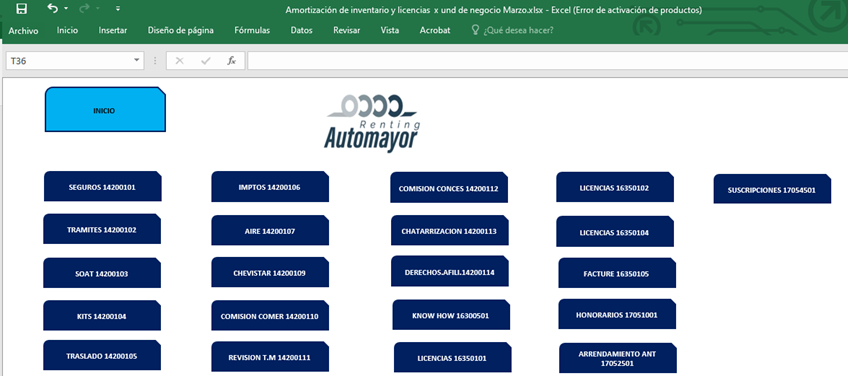 Amortización de inventario y licencias x und de negocio Marzo.xlsx - Excel (Error de activación de productos)
Archivo Inicio Insertar Diseño de página Fórmulas Datos Revisar Vista Acrobat ¿Qué desea hacer?
T36 fx
INICIO
Renting
Automayor
SEGUROS 14200101 IMPTOS 14200106 COMISION CONCES 14200112 LICENCIAS 16350102 SUSCRIPCIONES 17054501
TRAMITES 14200102 AIRE 14200107 CHATARRIZACION 14200113 LICENCIAS 16350104
SOAT 14200103 CHEVISTAR 14200109 DERECHOS.AFILI.14200114 FACTURE 16350105
KITS 14200104 COMISION COMER 14200110 KNOW HOW 16300501 HONORARIOS 17051001
TRASLADO 14200105 REVISION T.M 14200111 LICENCIAS 16350101 ARRENDAMIENTO ANT
17052501